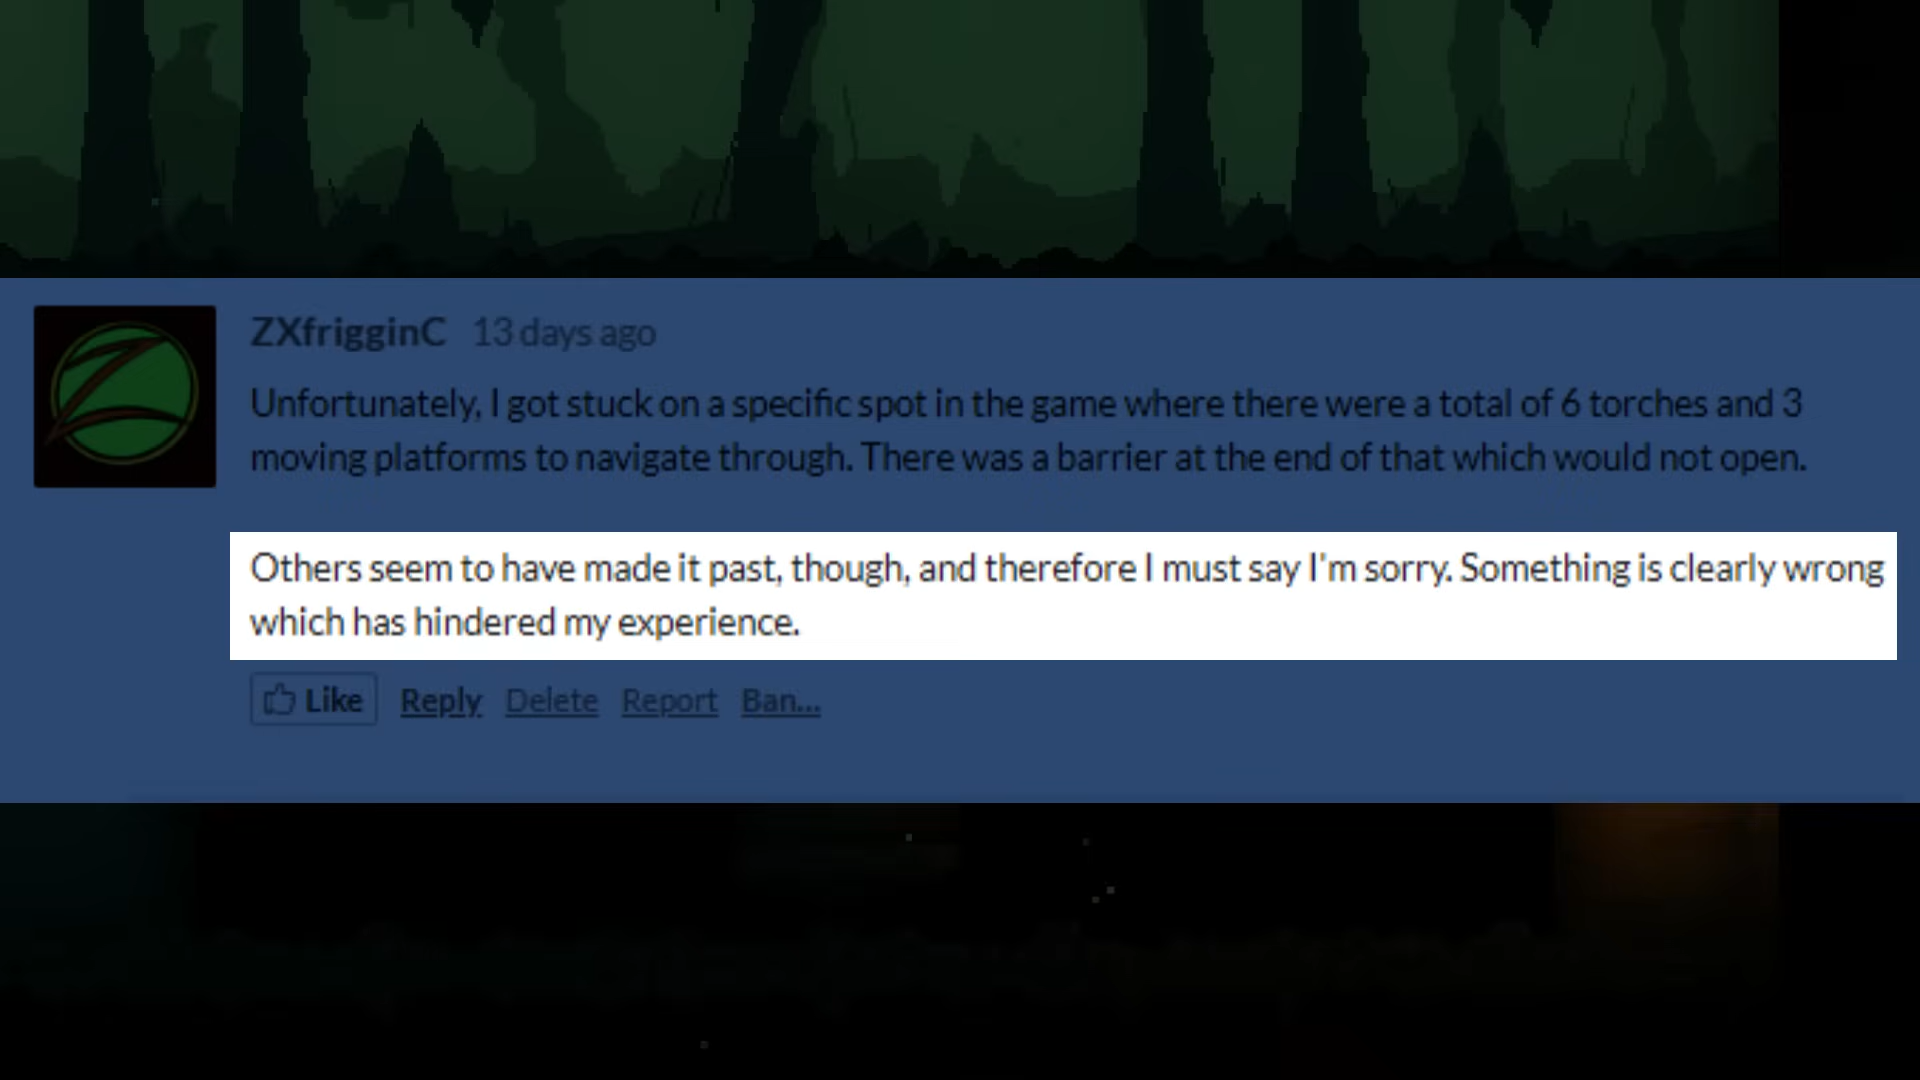 ZXfrigginC 13 days ago
Unfortunately, I got stuck on a specific spot in the game where there were a total of 6 torches and 3
moving platforms to navigate through. There was a barrier at the end of that which would not open.
Others seem to have made it past, though, and therefore I must say I'm sorry. Something is clearly wrong
which has hindered my experience.
Like Reply Delete Report Ban...